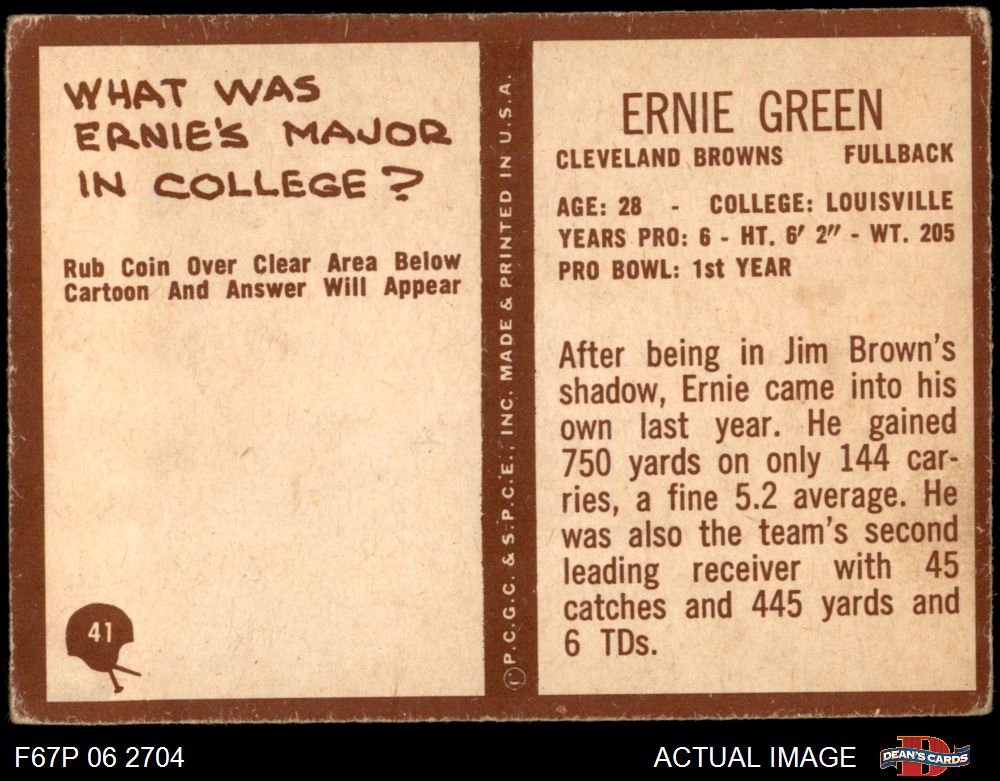 WHAT WAS
ERNIE'S MAJOR
IN COLLEGE?
Rub Coin Over Clear Area Below
Cartoon And Answer Will Appear
41
© P.C.G.C. & S.P.C.E., INC. MADE & PRINTED IN U.S.A.
ERNIE GREEN
CLEVELAND BROWNS FULLBACK
AGE: 28 - COLLEGE: LOUISVILLE
YEARS PRO: 6 - HT. 6' 2" - WT. 205
PRO BOWL: 1st YEAR
After being in Jim Brown's
shadow, Ernie came into his
own last year. He gained
750 yards on only 144 car-
ries, a fine 5.2 average. He
was also the team's second
leading receiver with 45
catches and 445 yards and
6 TDs.
F67P 06 2704
ACTUAL IMAGE
D
DEAN'S CARDS